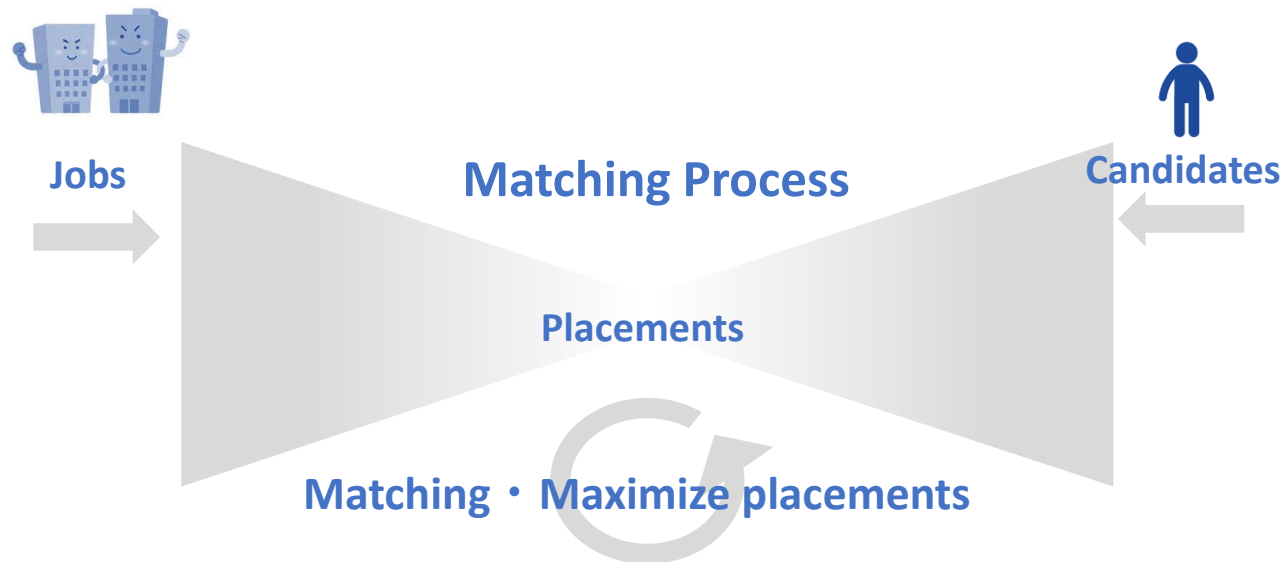 Jobs
Matching Process
Candidates
Placements
Matching・Maximize placements